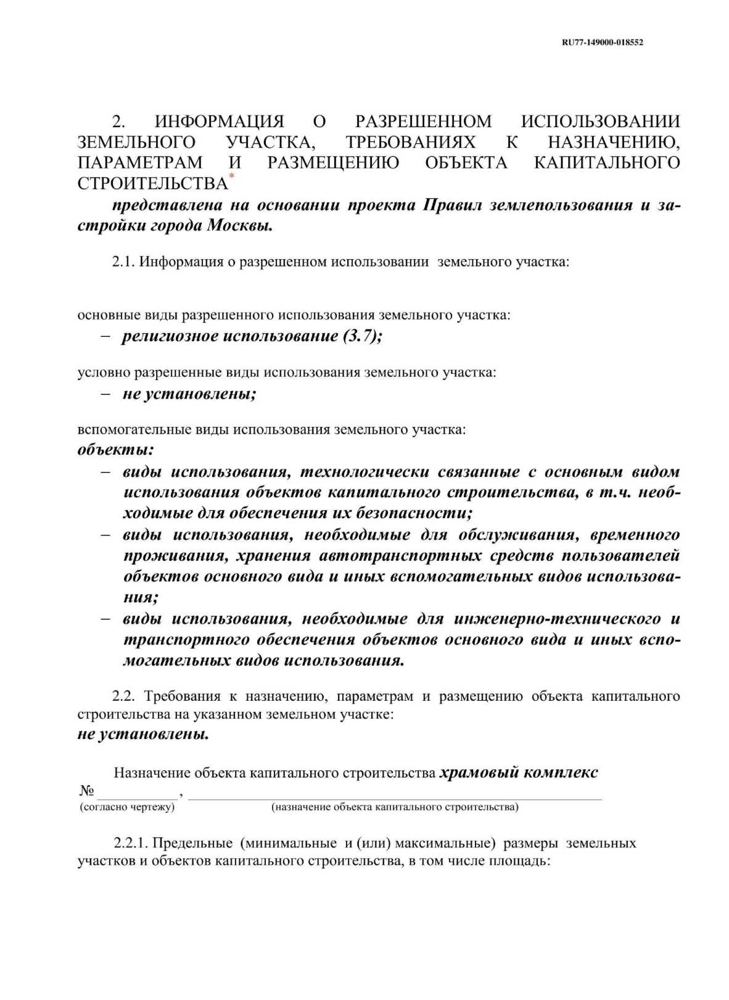 RU77-149000-018552
2. ИНФОРМАЦИЯ О РАЗРЕШЕННОМ ИСПОЛЬЗОВАНИИ
ЗЕМЕЛЬНОГО УЧАСТКА, ТРЕБОВАНИЯХ К НАЗНАЧЕНИЮ,
ПАРАМЕТРАМ И РАЗМЕЩЕНИЮ ОБЪЕКТА КАПИТАЛЬНОГО
СТРОИТЕЛЬСТВА*
представлена на основании проекта Правил землепользования и за-
стройки города Москвы.
2.1. Информация о разрешенном использовании земельного участка:
основные виды разрешенного использования земельного участка:
– религиозное использование (3.7);
условно разрешенные виды использования земельного участка:
– не установлены;
вспомогательные виды использования земельного участка:
объекты:
– виды использования, технологически связанные с основным видом
использования объектов капитального строительства, в т.ч. необ-
ходимые для обеспечения их безопасности;
– виды использования, необходимые для обслуживания, временного
проживания, хранения автотранспортных средств пользователей
объектов основного вида и иных вспомогательных видов использова-
ния;
– виды использования, необходимые для инженерно-технического и
транспортного обеспечения объектов основного вида и иных вспо-
могательных видов использования.
2.2. Требования к назначению, параметрам и размещению объекта капитального
строительства на указанном земельном участке:
не установлены.
Назначение объекта капитального строительства храмовый комплекс
№ __________ , ____________________
(согласно чертежу) (назначение объекта капитального строительства)
2.2.1. Предельные (минимальные и (или) максимальные) размеры земельных
участков и объектов капитального строительства, в том числе площадь: